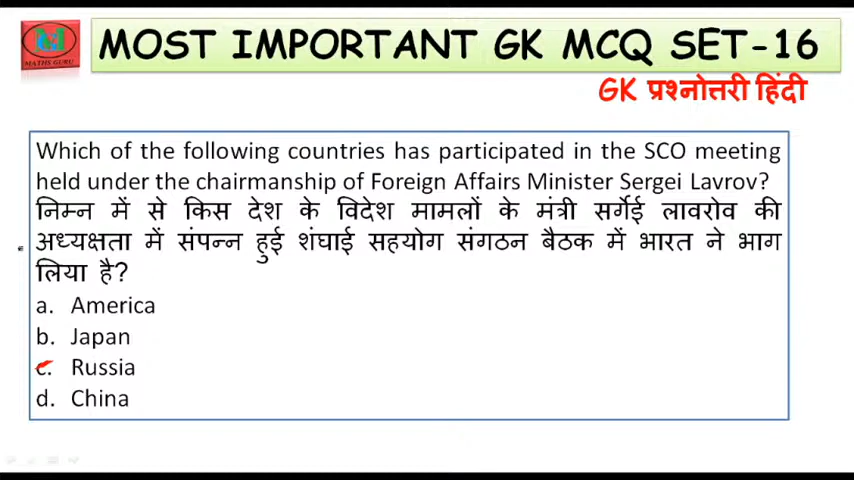 MOST IMPORTANT GK MCQ SET-16
MATHS GURU
GK प्रश्नोत्तरी हिंदी
Which of the following countries has participated in the SCO meeting
held under the chairmanship of Foreign Affairs Minister Sergei Lavrov?
निम्न में से किस देश के विदेश मामलों के मंत्री सर्गेई लावरोव की
अध्यक्षता में संपन्न हुई शंघाई सहयोग संगठन बैठक में भारत ने भाग
लिया है?
a. America
b. Japan
c. Russia
d. China